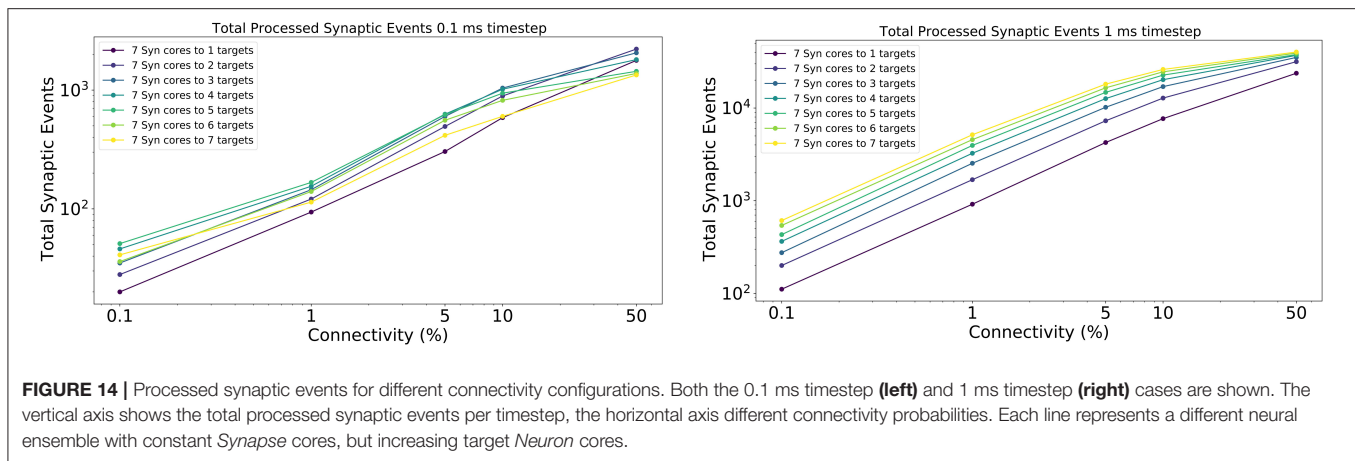 Total Processed Synaptic Events 0.1 ms timestep
7 Syn cores to 1 targets
7 Syn cores to 2 targets
7 Syn cores to 3 targets
7 Syn cores to 4 targets
7 Syn cores to 5 targets
7 Syn cores to 6 targets
7 Syn cores to 7 targets
Total Synaptic Events
10³
10²
0.1 1 5 10 50
Connectivity (%)
Total Processed Synaptic Events 1 ms timestep
7 Syn cores to 1 targets
7 Syn cores to 2 targets
7 Syn cores to 3 targets
7 Syn cores to 4 targets
7 Syn cores to 5 targets
7 Syn cores to 6 targets
7 Syn cores to 7 targets
Total Synaptic Events
10⁴
10³
10²
0.1 1 5 10 50
Connectivity (%)
FIGURE 14 | Processed synaptic events for different connectivity configurations. Both the 0.1 ms timestep (left) and 1 ms timestep (right) cases are shown. The
vertical axis shows the total processed synaptic events per timestep, the horizontal axis different connectivity probabilities. Each line represents a different neural
ensemble with constant Synapse cores, but increasing target Neuron cores.